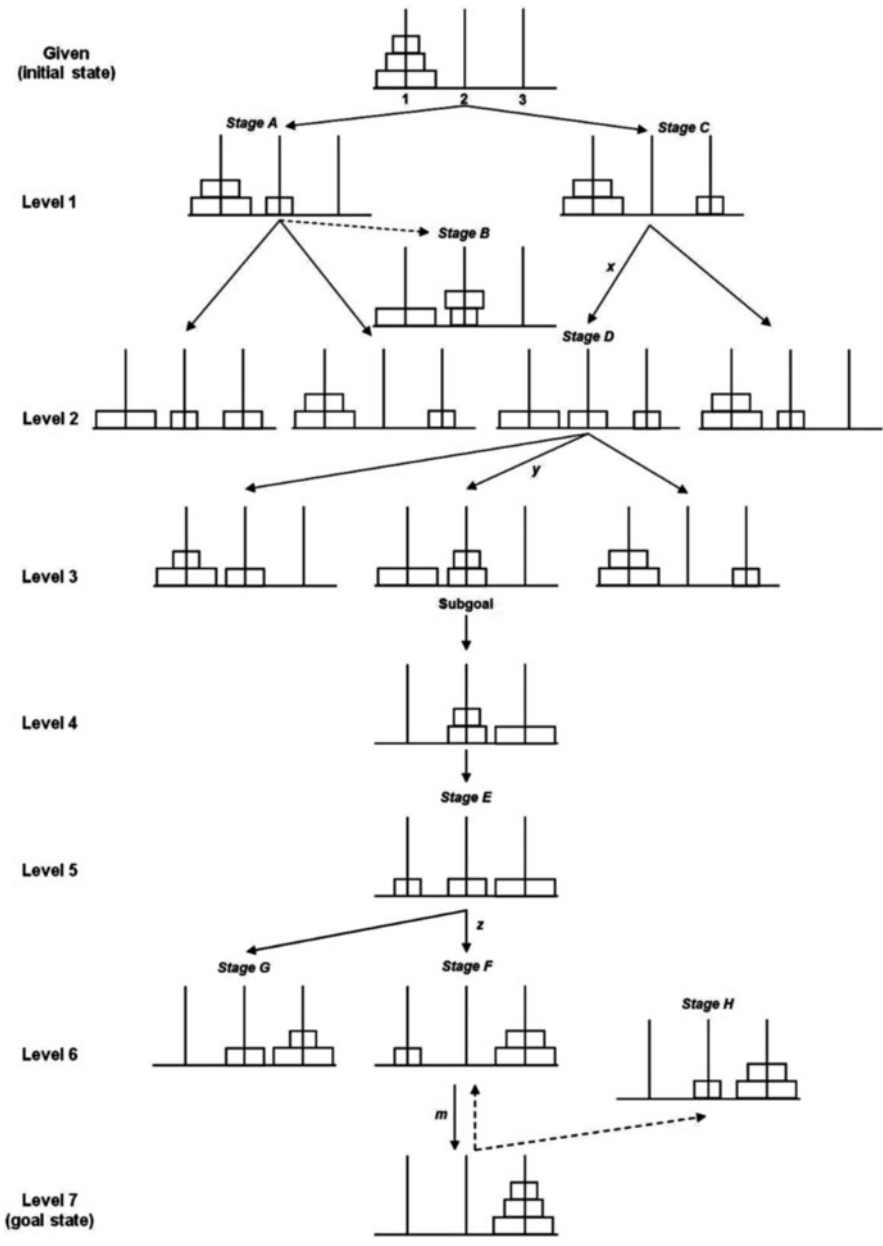 Given
(initial state)
1 2 3
Stage A
Stage C
Level 1
Stage B
x
Stage D
Level 2
y
Level 3
Subgoal
Level 4
Stage E
Level 5
z
Stage G
Stage F
Stage H
Level 6
m
Level 7
(goal state)